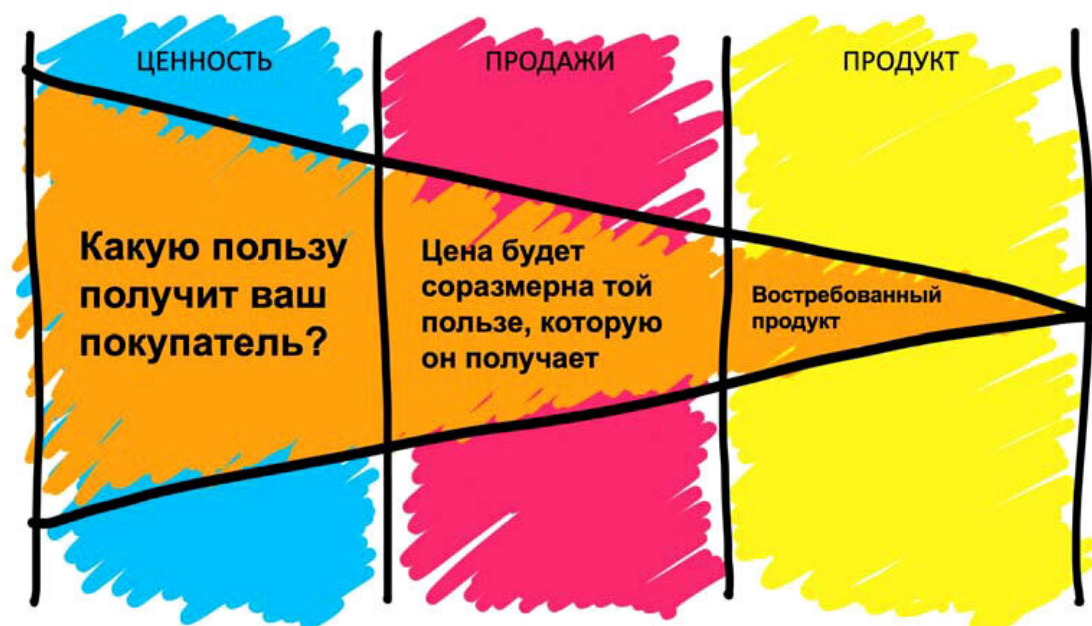 ЦЕННОСТЬ
ПРОДАЖИ
ПРОДУКТ
Какую пользу
получит ваш
покупатель?
Цена будет
соразмерна той
пользе, которую
он получает
Востребованный
продукт